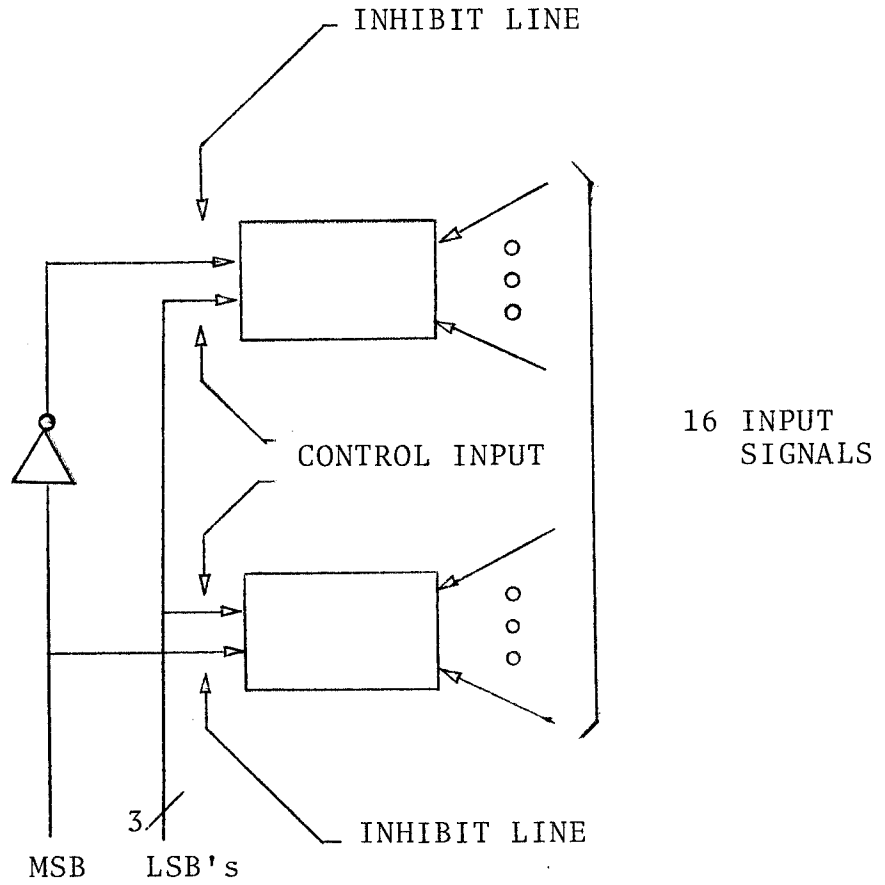 INHIBIT LINE
16 INPUT
SIGNALS
CONTROL INPUT
3
INHIBIT LINE
MSB
LSB's